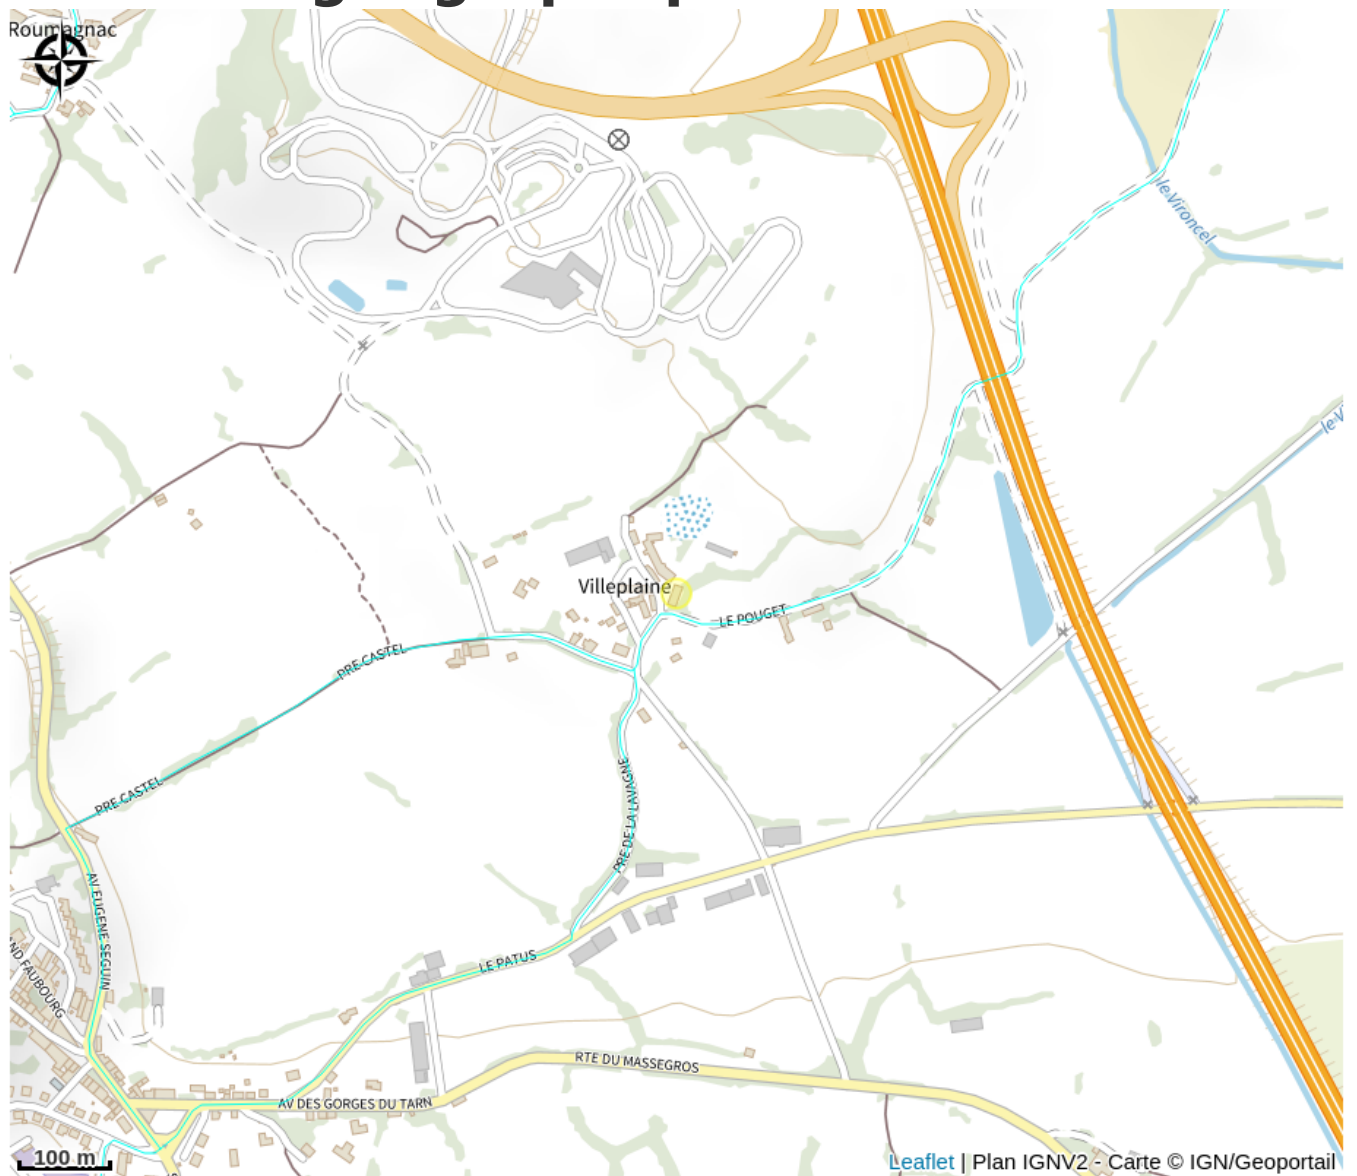 Roumagnac
le Vironcel
le V
Villeplaine
LE POUGET
PRE CASTEL
PRE CASTEL
PRE DE LA LAVAGNE
AV EUGENE SEGUIN
ND FAUBOURG
LE PATUS
RTE DU MASSEGROS
AV DES GORGES DU TARN
100 m
Leaflet | Plan IGNV2 - Carte © IGN/Geoportail